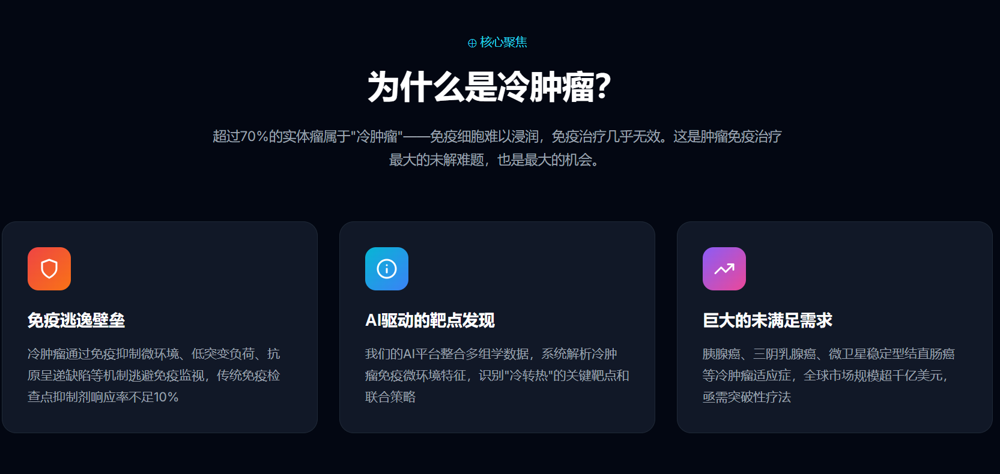 核心聚焦
为什么是冷肿瘤？
超过70%的实体瘤属于"冷肿瘤"——免疫细胞难以浸润，免疫治疗几乎无效。这是肿瘤免疫治疗
最大的未解难题，也是最大的机会。
免疫逃逸壁垒
冷肿瘤通过免疫抑制微环境、低突变负荷、抗
原呈递缺陷等机制逃避免疫监视，传统免疫检
查点抑制剂响应率不足10%
AI驱动的靶点发现
我们的AI平台整合多组学数据，系统解析冷肿
瘤免疫微环境特征，识别"冷转热"的关键靶点和
联合策略
巨大的未满足需求
胰腺癌、三阴乳腺癌、微卫星稳定型结直肠癌
等冷肿瘤适应症，全球市场规模超千亿美元，
亟需突破性疗法